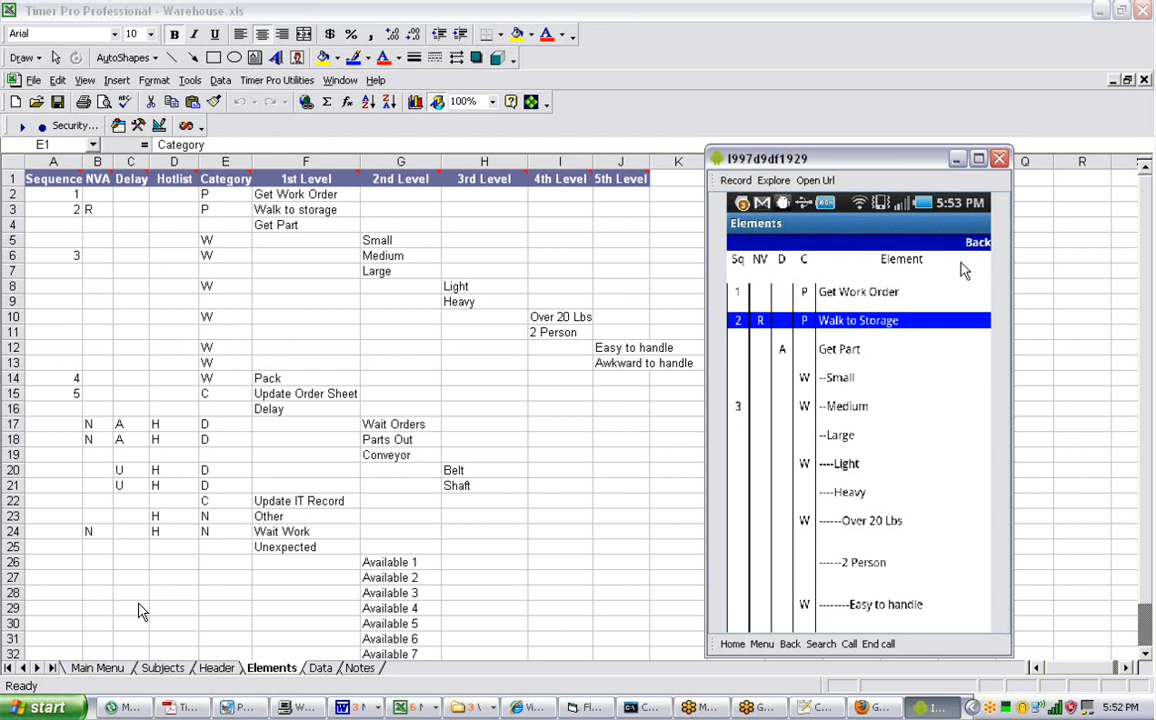 Timer Pro Professional - Warehouse.xls
Arial 10 B I U $ % ,
Draw AutoShapes
File Edit View Insert Format Tools Data Timer Pro Utilities Window Help
100%
Security...
E1 = Category
A B C D E F G H I J K Q R
1 Sequence NVA Delay Hotlist Category 1st Level 2nd Level 3rd Level 4th Level 5th Level
2 1 P Get Work Order
3 2 R P Walk to storage
4 Get Part
5 W Small
6 3 W Medium
7 Large
8 W Light
9 Heavy
10 W Over 20 Lbs
11 2 Person
12 W Easy to handle
13 W Awkward to handle
14 4 W Pack
15 5 C Update Order Sheet
16 Delay
17 N A H D Wait Orders
18 N A H D Parts Out
19 Conveyor
20 U H D Belt
21 U H D Shaft
22 C Update IT Record
23 H N Other
24 N H N Wait Work
25 Unexpected
26 Available 1
27 Available 2
28 Available 3
29 Available 4
30 Available 5
31 Available 6
32 Available 7
Main Menu Subjects Header Elements Data Notes
Ready
I997d9df1929
Record Explore Open Url
5:53 PM
Elements
Back
Sq NV D C Element
1 P Get Work Order
2 R P Walk to Storage
A Get Part
W --Small
3 W --Medium
--Large
W ----Light
----Heavy
W ------Over 20 Lbs
------2 Person
W --------Easy to handle
Home Menu Back Search Call End call
start M... Ti... P... W... 3 6 3 Vi... Fl... C... M... G... C... G... I... 5:52 PM